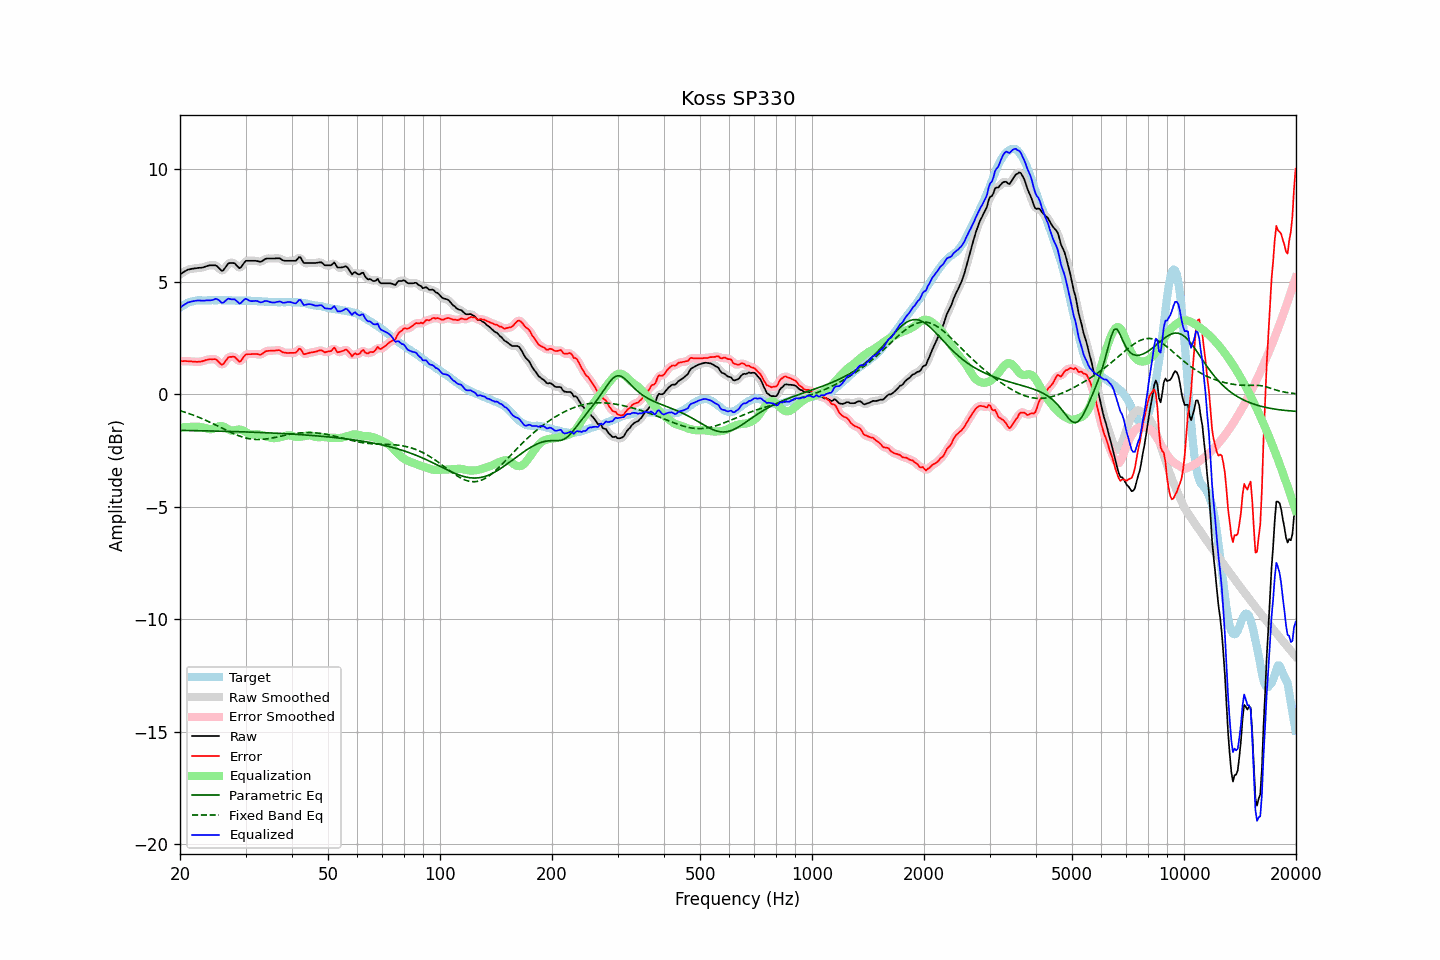 Koss SP330
10
5
0
−5
−10
−15
−20
Amplitude (dBr)
Target
Raw Smoothed
Error Smoothed
Raw
Error
Equalization
Parametric Eq
Fixed Band Eq
Equalized
20 50 100 200 500 1000 2000 5000 10000 20000
Frequency (Hz)